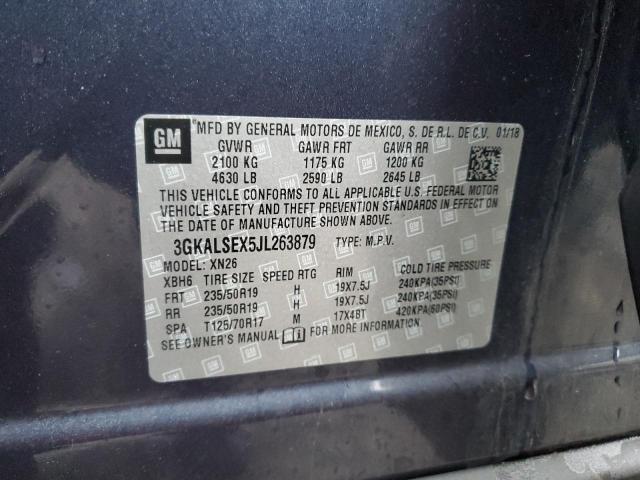 GM
MFD BY GENERAL MOTORS DE MEXICO, S. DE R.L. DE C.V. 01/18
GVWR GAWR FRT GAWR RR
2100 KG 1175 KG 1200 KG
4630 LB 2590 LB 2645 LB
THIS VEHICLE CONFORMS TO ALL APPLICABLE U.S. FEDERAL MOTOR
VEHICLE SAFETY AND THEFT PREVENTION STANDARDS IN EFFECT ON
THE DATE OF MANUFACTURE SHOWN ABOVE.
3GKALSEX5JL263879 TYPE: M.P.V.
MODEL: XN26
XBH6 TIRE SIZE SPEED RTG RIM COLD TIRE PRESSURE
FRT 235/50R19 H 19X7.5J 240KPA(35PSI)
RR 235/50R19 H 19X7.5J 240KPA(35PSI)
SPA T125/70R17 M 17X4BT 420KPA(60PSI)
SEE OWNER'S MANUAL